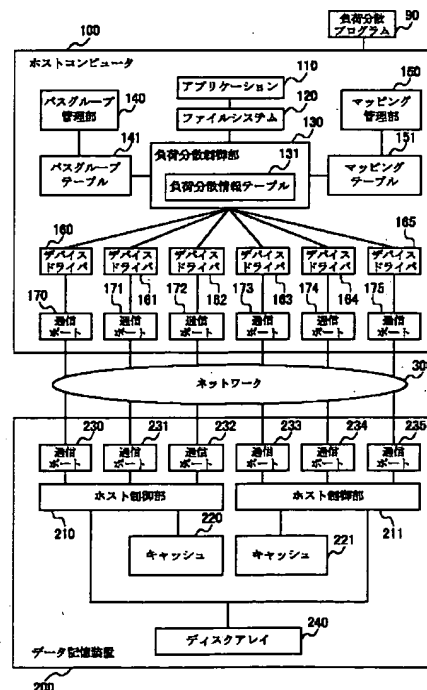 負荷分散
プログラム
90
100
ホストコンピュータ
パスグループ
管理部
140
アプリケーション
110
ファイルシステム
120
マッピング
管理部
150
130
141
パスグループ
テーブル
負荷分散制御部
131
負荷分散情報テーブル
151
マッピング
テーブル
160
デバイス
ドライバ
デバイス
ドライバ
デバイス
ドライバ
デバイス
ドライバ
デバイス
ドライバ
165
デバイス
ドライバ
170
171
161
172
162
173
163
174
164
175
通信
ポート
通信
ポート
通信
ポート
通信
ポート
通信
ポート
通信
ポート
ネットワーク
230
231
232
233
234
235
通信
ポート
通信
ポート
通信
ポート
通信
ポート
通信
ポート
通信
ポート
ホスト制御部
ホスト制御部
210
220
キャッシュ
221
キャッシュ
211
240
ディスクアレイ
データ記憶装置
200